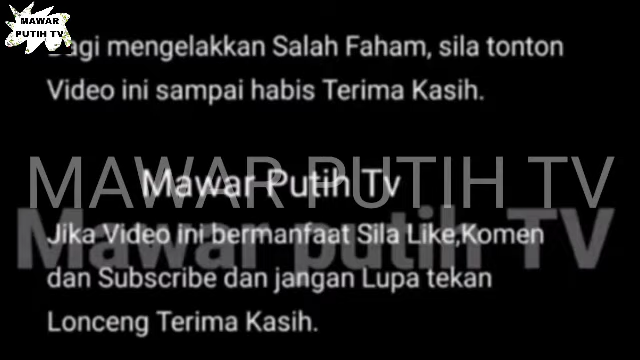 MAWAR
PUTIH TV
Bagi mengelakkan Salah Faham, sila tonton
Video ini sampai habis Terima Kasih.
MAWAR PUTIH TV
Mawar Putih Tv
Mawar putih TV
Jika Video ini bermanfaat Sila Like,Komen
dan Subscribe dan jangan Lupa tekan
Lonceng Terima Kasih.